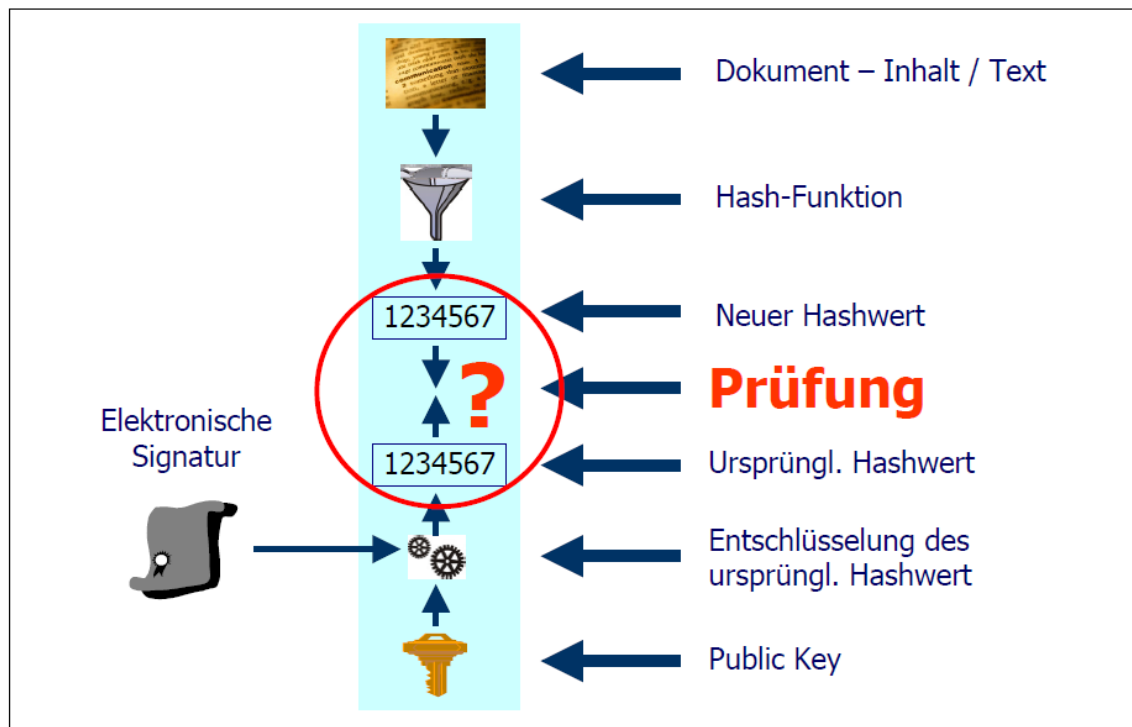 communication
Dokument – Inhalt / Text
Hash-Funktion
1234567
Neuer Hashwert
?
Prüfung
Elektronische
Signatur
1234567
Ursprüngl. Hashwert
Entschlüsselung des
ursprüngl. Hashwert
Public Key